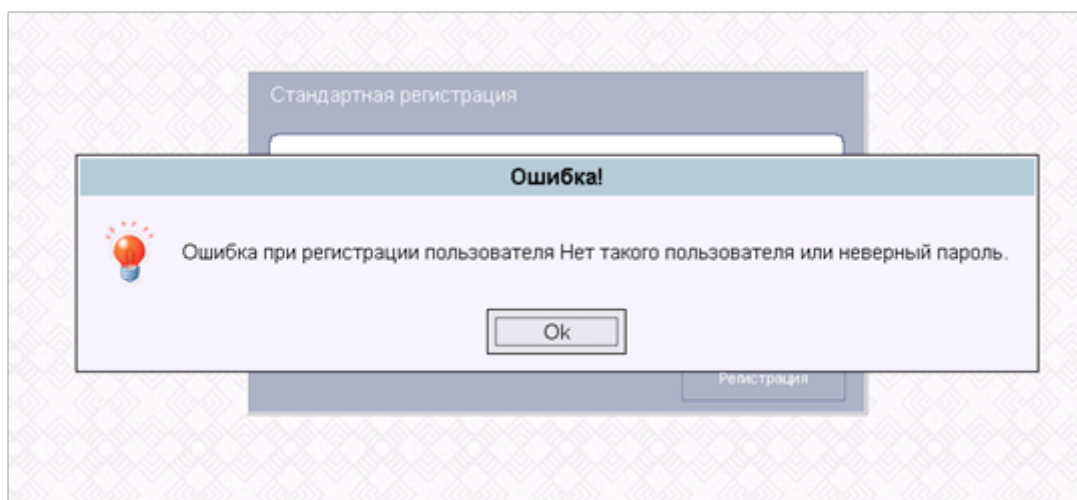 Стандартная регистрация
Ошибка!
Ошибка при регистрации пользователя Нет такого пользователя или неверный пароль.
Ok
Регистрация